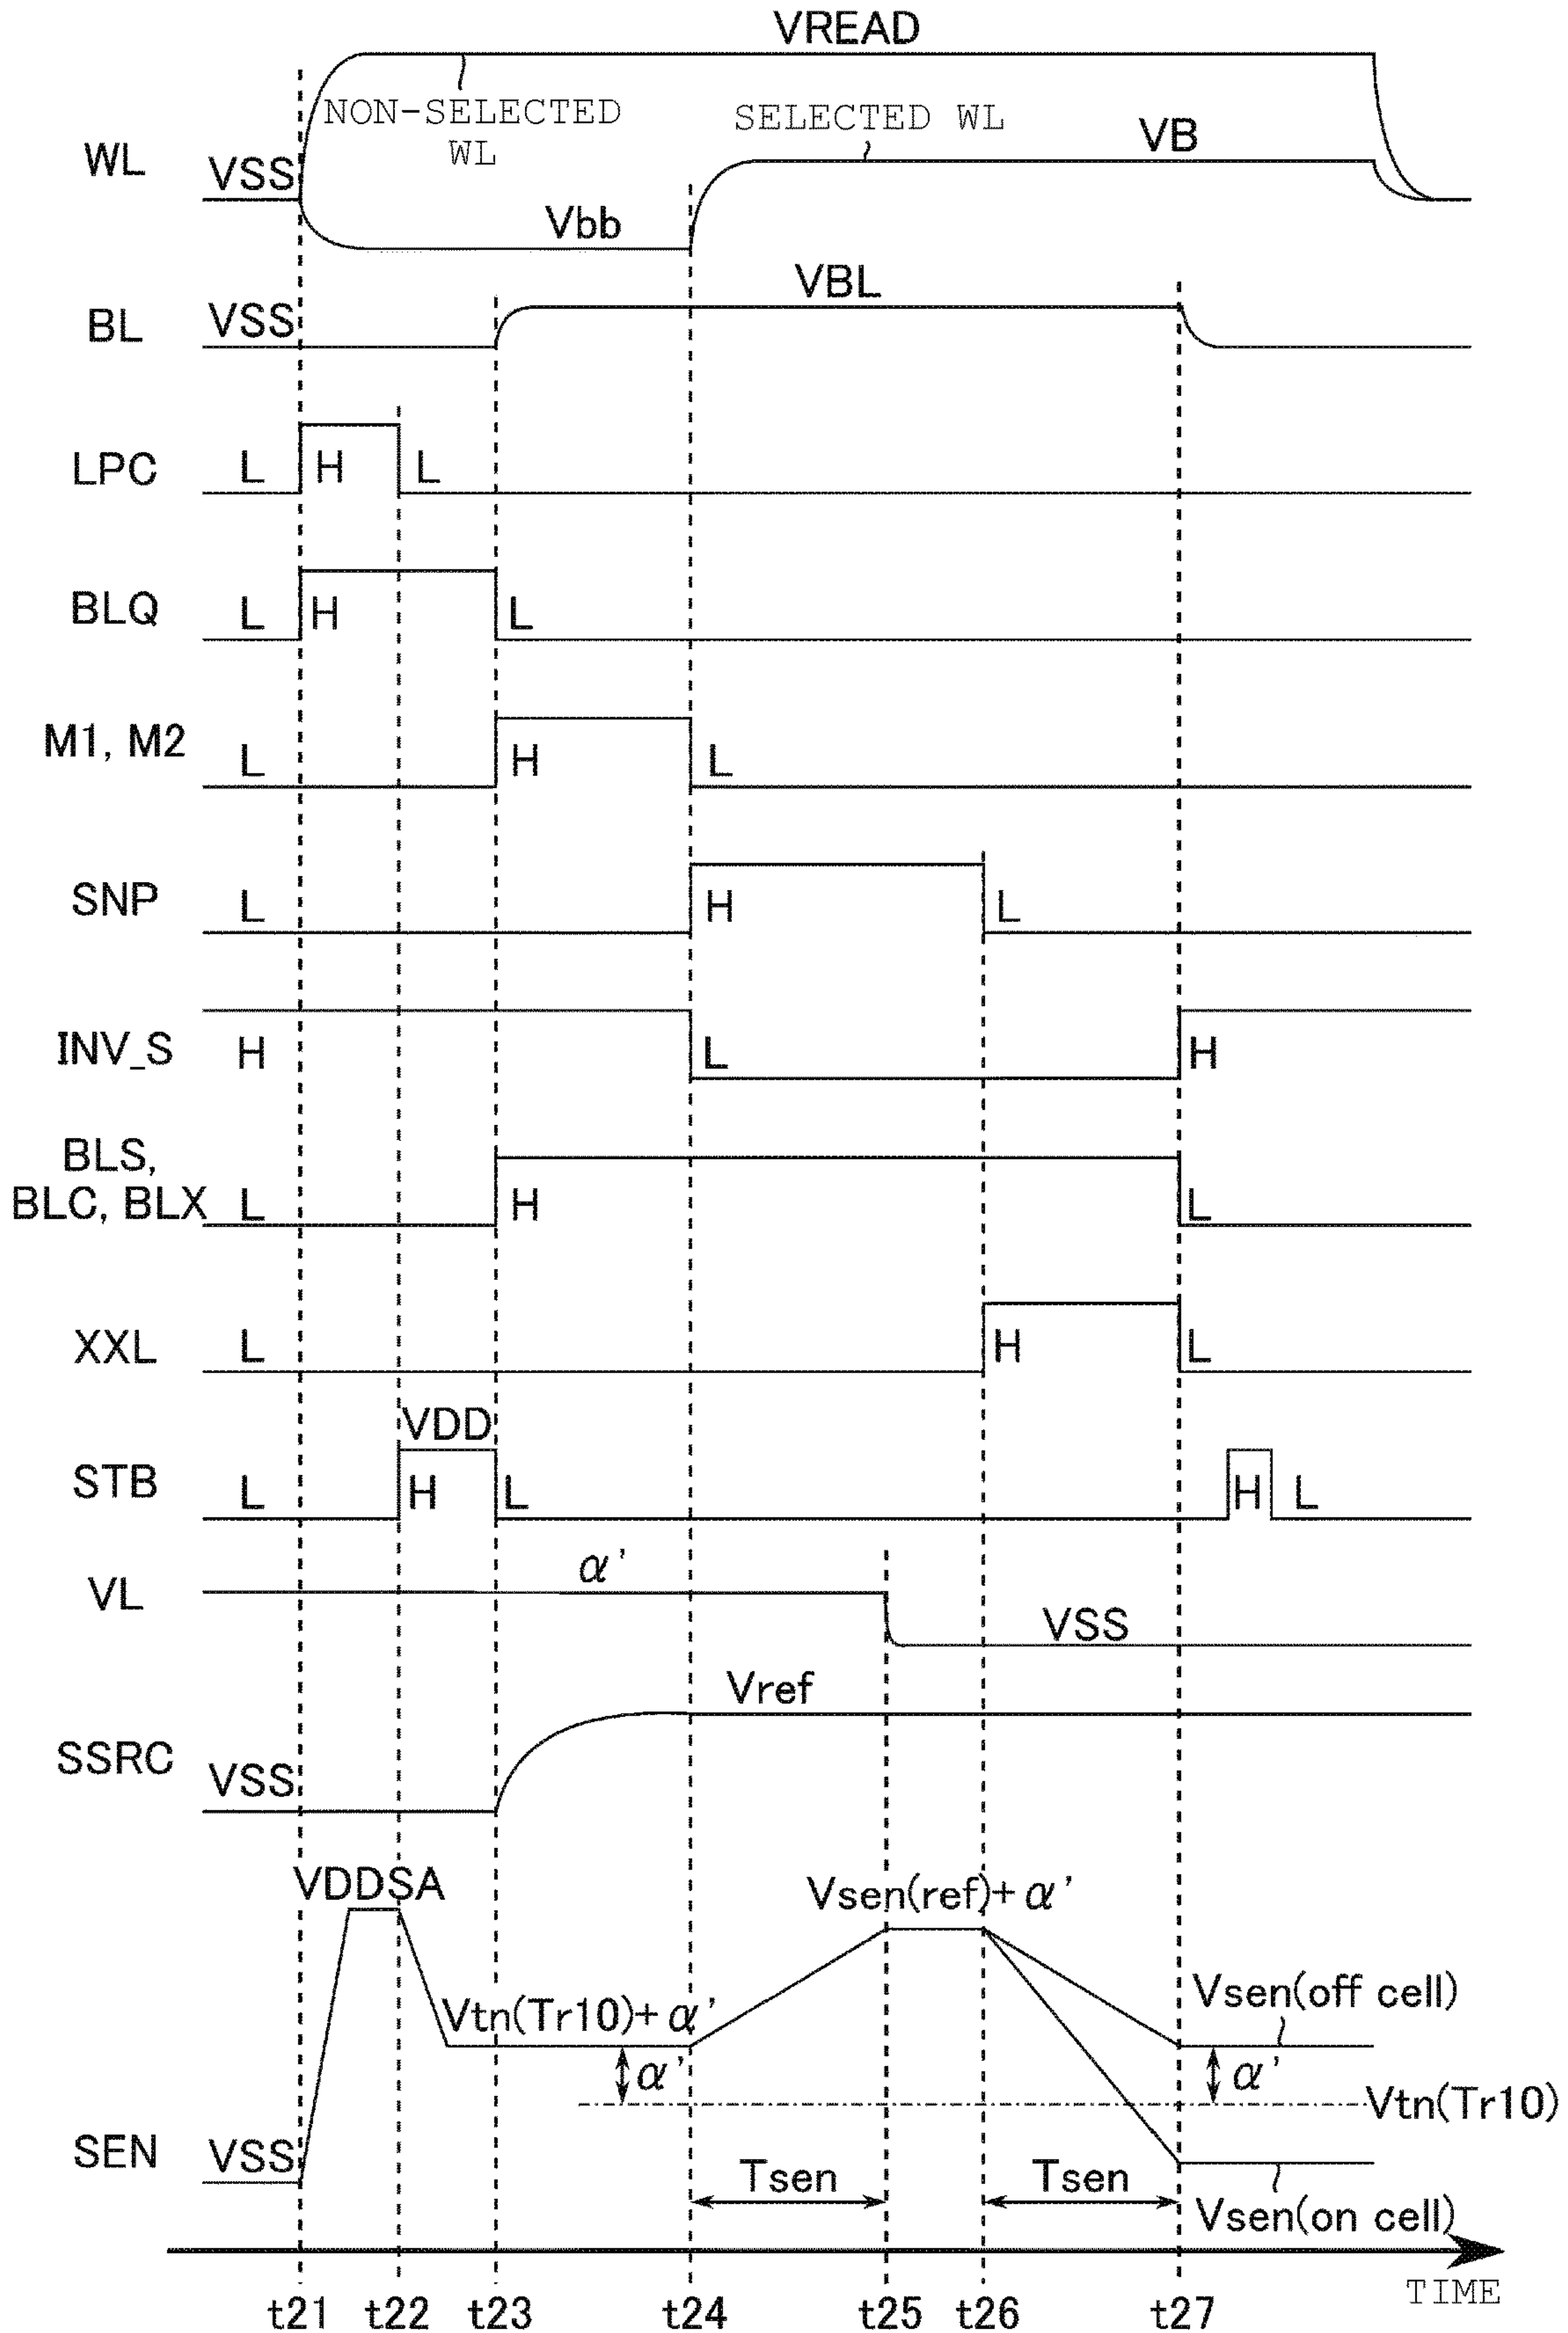 VREAD
NON-SELECTED
WL
SELECTED WL
VB
WL
VSS
Vbb
VBL
BL
VSS
LPC
L
H
L
BLQ
L
H
L
M1, M2
L
H
L
SNP
L
H
L
INV_S
H
L
H
BLS,
BLC, BLX
L
H
L
XXL
L
H
L
VDD
STB
L
H
L
H
L
α'
VL
VSS
Vref
SSRC
VSS
VDDSA
Vsen(ref)+α'
Vtn(Tr10)+α'
Vsen(off cell)
α'
α'
Vtn(Tr10)
SEN
VSS
Tsen
Tsen
Vsen(on cell)
TIME
t21
t22
t23
t24
t25
t26
t27